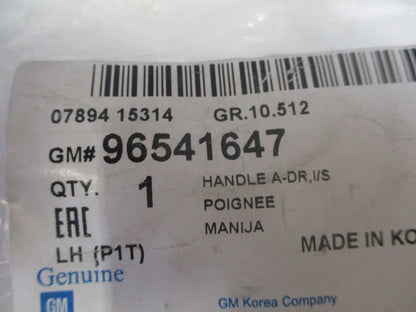 07894 15314 GR.10.512
GM# 96541647
QTY. 1 HANDLE A-DR,I/S
POIGNEE
EAC MANIJA
LH (P1T) MADE IN KO
Genuine
GM GM Korea Company